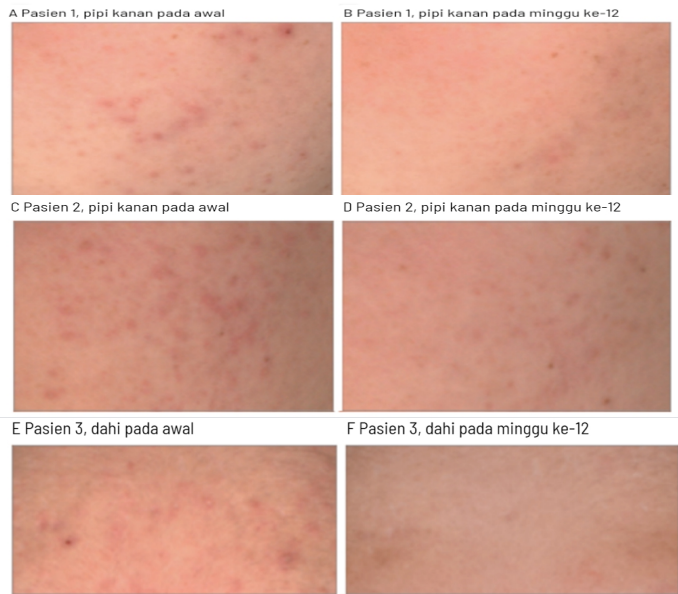 A Pasien 1, pipi kanan pada awal
B Pasien 1, pipi kanan pada minggu ke-12
C Pasien 2, pipi kanan pada awal
D Pasien 2, pipi kanan pada minggu ke-12
E Pasien 3, dahi pada awal
F Pasien 3, dahi pada minggu ke-12